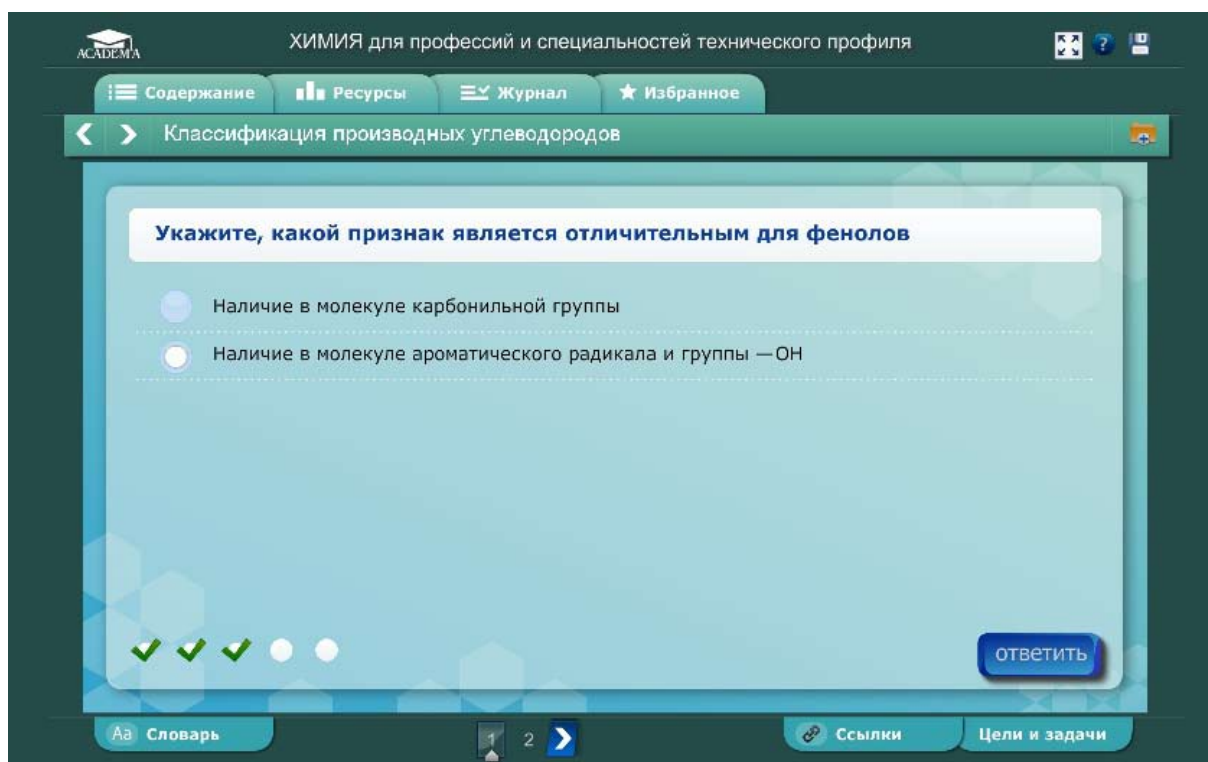 ACADEM'A
ХИМИЯ для профессий и специальностей технического профиля
?
Содержание
Ресурсы
Журнал
Избранное
Классификация производных углеводородов
Укажите, какой признак является отличительным для фенолов
Наличие в молекуле карбонильной группы
Наличие в молекуле ароматического радикала и группы —ОН
ответить
Aa Словарь
1 2
Ссылки
Цели и задачи